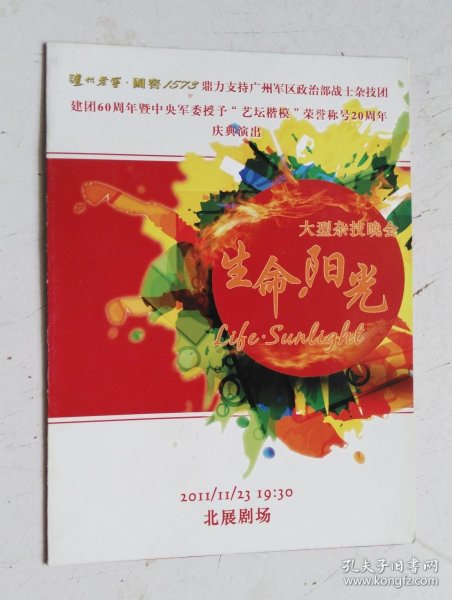 泸州老窖·國窖1573 鼎力支持广州军区政治部战士杂技团
建团60周年暨中央军委授予“艺坛楷模”荣誉称号20周年
庆典演出
大型杂技晚会
生命·阳光
Life·Sunlight
2011/11/23 19:30
北展剧场
孔夫子旧书网
www.kongfz.com